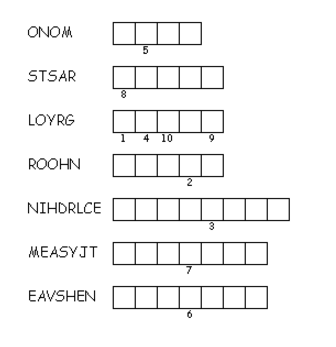 ONOM
5
STSAR
8
LOYRG
1 4 10 9
ROOHN
2
NIHDRLCE
3
MEASYJT
7
EAVSHEN
6